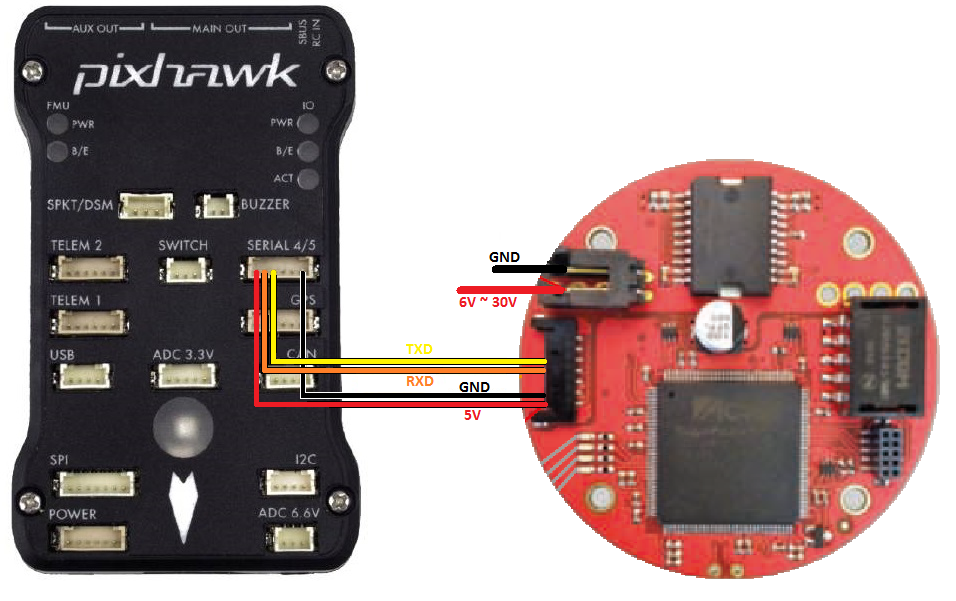 AUX OUT MAIN OUT SBUS
RC IN
pixhawk
FMU IO
PWR PWR
B/E B/E
ACT
SPKT/DSM BUZZER
TELEM 2 SWITCH SERIAL 4/5
GND
TELEM 1 GPS
6V ~ 30V
TXD
USB ADC 3.3V CAN
RXD
GND
5V
SPI I2C
POWER ADC 6.6V